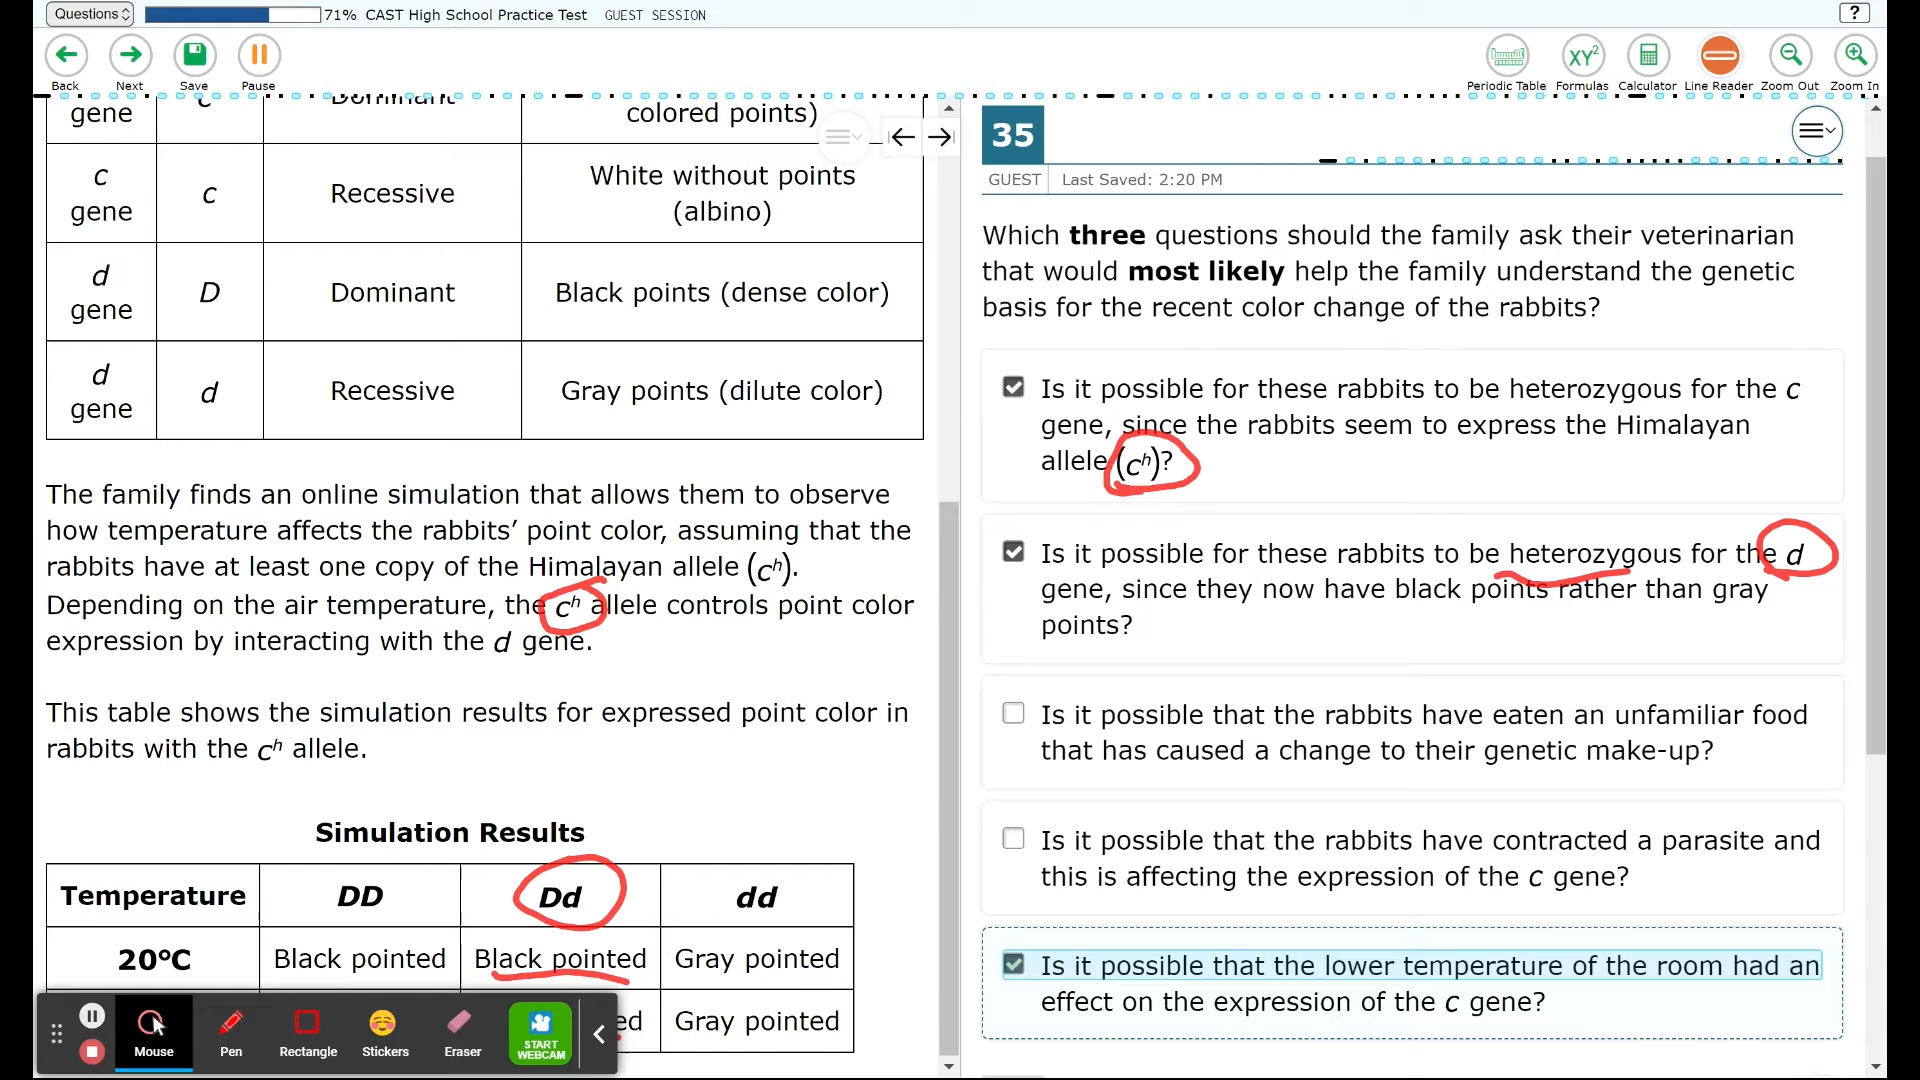 Questions 71% CAST High School Practice Test GUEST SESSION ?
Back Next Save Pause Periodic Table Formulas Calculator Line Reader Zoom Out Zoom In
XY²
gene colored points)
c gene c Recessive White without points (albino)
d gene D Dominant Black points (dense color)
d gene d Recessive Gray points (dilute color)
The family finds an online simulation that allows them to observe
how temperature affects the rabbits’ point color, assuming that the
rabbits have at least one copy of the Himalayan allele (cʰ).
Depending on the air temperature, the cʰ allele controls point color
expression by interacting with the d gene.
This table shows the simulation results for expressed point color in
rabbits with the cʰ allele.
Simulation Results
Temperature DD Dd dd
20°C Black pointed Black pointed Gray pointed
ed Gray pointed
Mouse Pen Rectangle Stickers Eraser START WEBCAM
35
GUEST Last Saved: 2:20 PM
Which three questions should the family ask their veterinarian
that would most likely help the family understand the genetic
basis for the recent color change of the rabbits?
Is it possible for these rabbits to be heterozygous for the c
gene, since the rabbits seem to express the Himalayan
allele (cʰ)?
Is it possible for these rabbits to be heterozygous for the d
gene, since they now have black points rather than gray
points?
Is it possible that the rabbits have eaten an unfamiliar food
that has caused a change to their genetic make-up?
Is it possible that the rabbits have contracted a parasite and
this is affecting the expression of the c gene?
Is it possible that the lower temperature of the room had an
effect on the expression of the c gene?